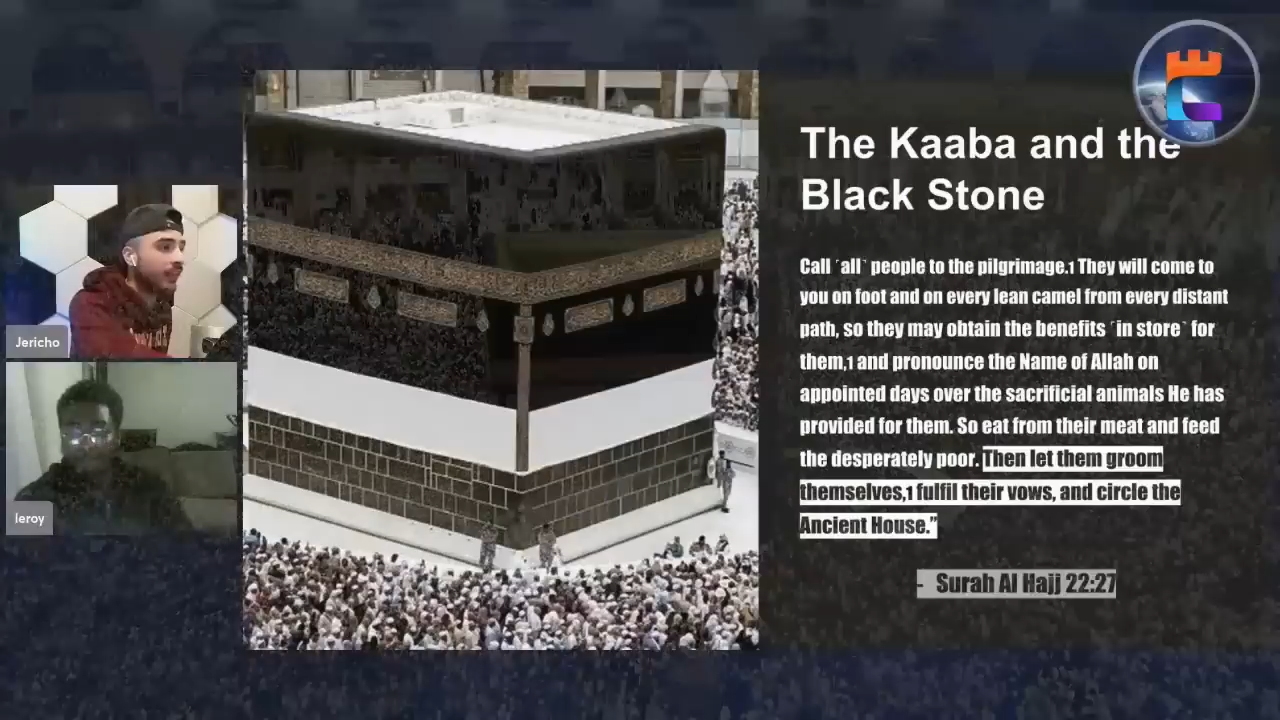 The Kaaba and the
Black Stone
Call ˹all˺ people to the pilgrimage.1 They will come to
you on foot and on every lean camel from every distant
path, so they may obtain the benefits ˹in store˺ for
them,1 and pronounce the Name of Allah on
appointed days over the sacrificial animals He has
provided for them. So eat from their meat and feed
the desperately poor. Then let them groom
themselves,1 fulfil their vows, and circle the
Ancient House.”
- Surah Al Hajj 22:27
Jericho
leroy